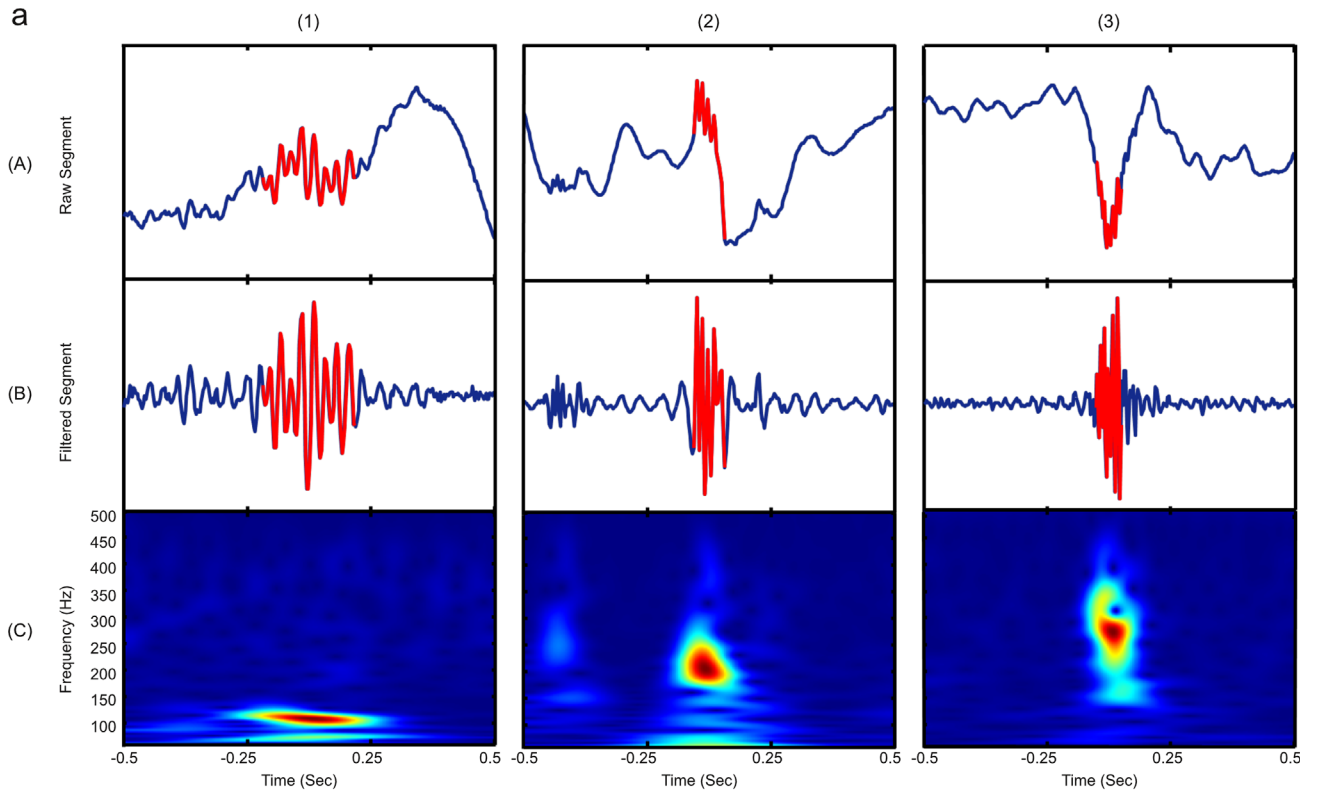 a
(1)
(2)
(3)
(A)
Raw Segment
(B)
Filtered Segment
(C)
Frequency (Hz)
500
450
400
350
300
250
200
150
100
-0.5
-0.25
0.25
0.5
-0.5
-0.25
0.25
0.5
-0.5
-0.25
0.25
0.5
Time (Sec)
Time (Sec)
Time (Sec)